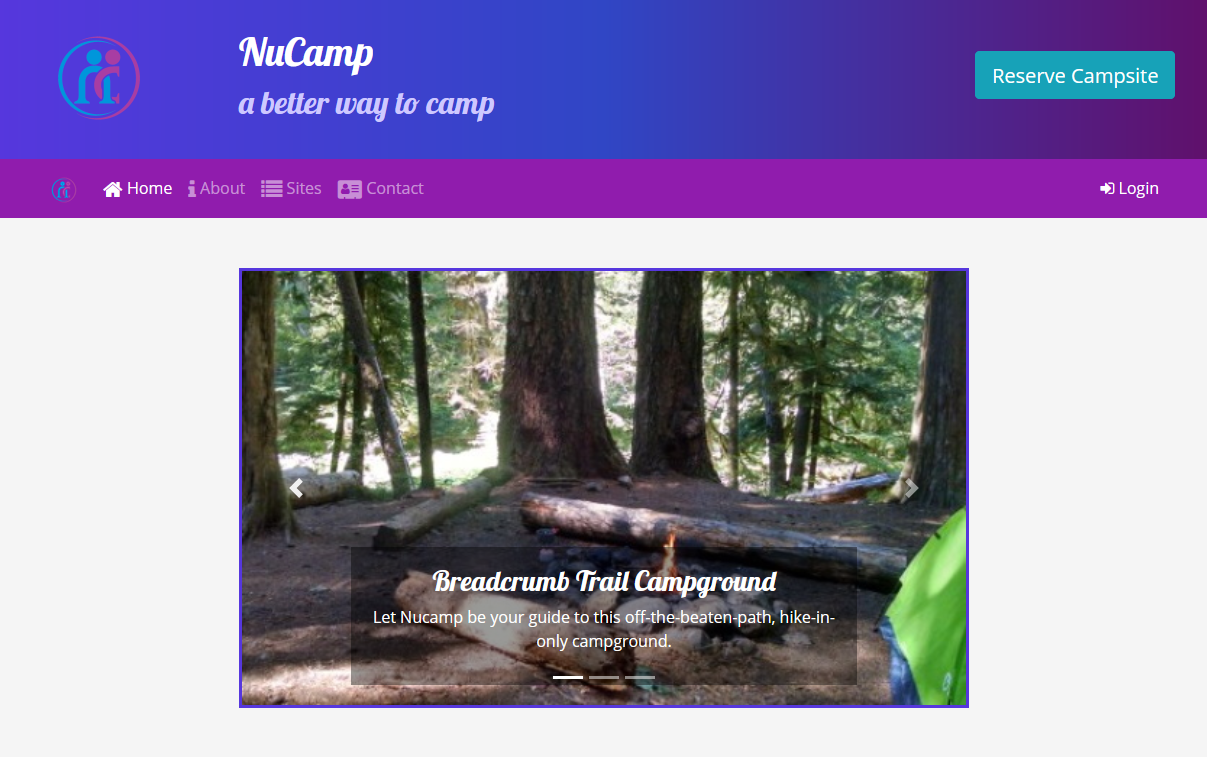 NuCamp
a better way to camp
Reserve Campsite
Home About Sites Contact Login
Breadcrumb Trail Campground
Let Nucamp be your guide to this off-the-beaten-path, hike-in-
only campground.